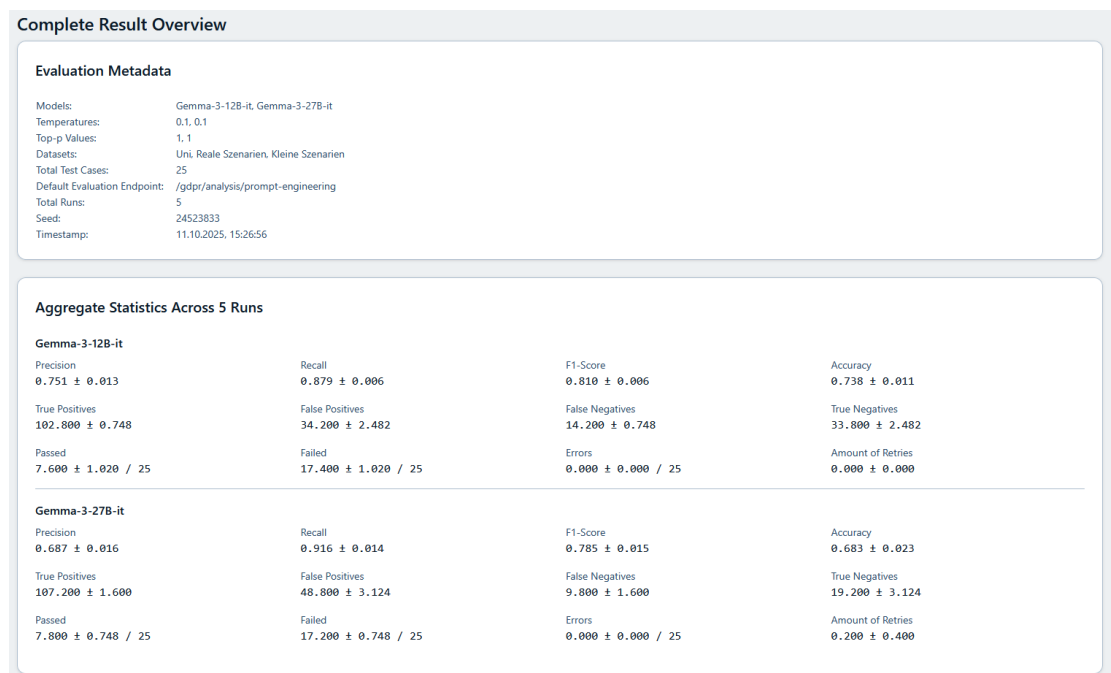 Complete Result Overview
Evaluation Metadata
Models: Gemma-3-12B-it, Gemma-3-27B-it
Temperatures: 0.1, 0.1
Top-p Values: 1, 1
Datasets: Uni, Reale Szenarien, Kleine Szenarien
Total Test Cases: 25
Default Evaluation Endpoint: /gdpr/analysis/prompt-engineering
Total Runs: 5
Seed: 24523833
Timestamp: 11.10.2025, 15:26:56
Aggregate Statistics Across 5 Runs
Gemma-3-12B-it
Precision Recall F1-Score Accuracy
0.751 ± 0.013 0.879 ± 0.006 0.810 ± 0.006 0.738 ± 0.011
True Positives False Positives False Negatives True Negatives
102.800 ± 0.748 34.200 ± 2.482 14.200 ± 0.748 33.800 ± 2.482
Passed Failed Errors Amount of Retries
7.600 ± 1.020 / 25 17.400 ± 1.020 / 25 0.000 ± 0.000 / 25 0.000 ± 0.000
Gemma-3-27B-it
Precision Recall F1-Score Accuracy
0.687 ± 0.016 0.916 ± 0.014 0.785 ± 0.015 0.683 ± 0.023
True Positives False Positives False Negatives True Negatives
107.200 ± 1.600 48.800 ± 3.124 9.800 ± 1.600 19.200 ± 3.124
Passed Failed Errors Amount of Retries
7.800 ± 0.748 / 25 17.200 ± 0.748 / 25 0.000 ± 0.000 / 25 0.200 ± 0.400